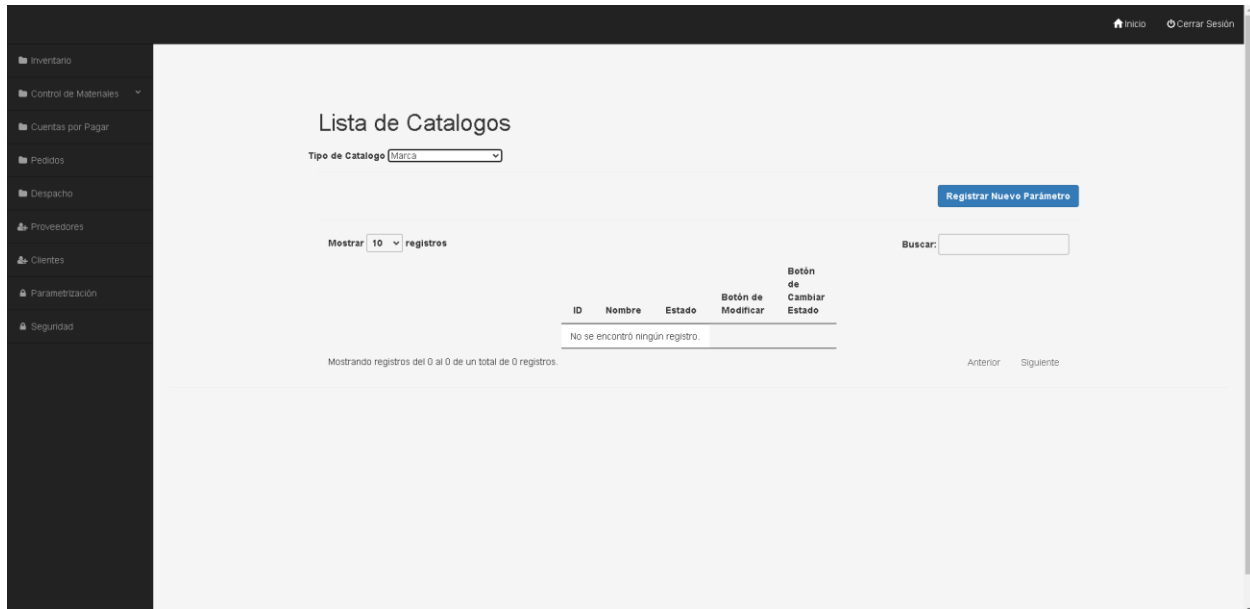 Inicio Cerrar Sesión
Inventario
Control de Materiales
Cuentas por Pagar
Pedidos
Despacho
Proveedores
Clientes
Parametrización
Seguridad
Lista de Catalogos
Tipo de Catalogo Marca
Registrar Nuevo Parámetro
Mostrar 10 registros
Buscar:
ID Nombre Estado Botón de Modificar Botón de Cambiar Estado
No se encontró ningún registro.
Mostrando registros del 0 al 0 de un total de 0 registros.
Anterior Siguiente